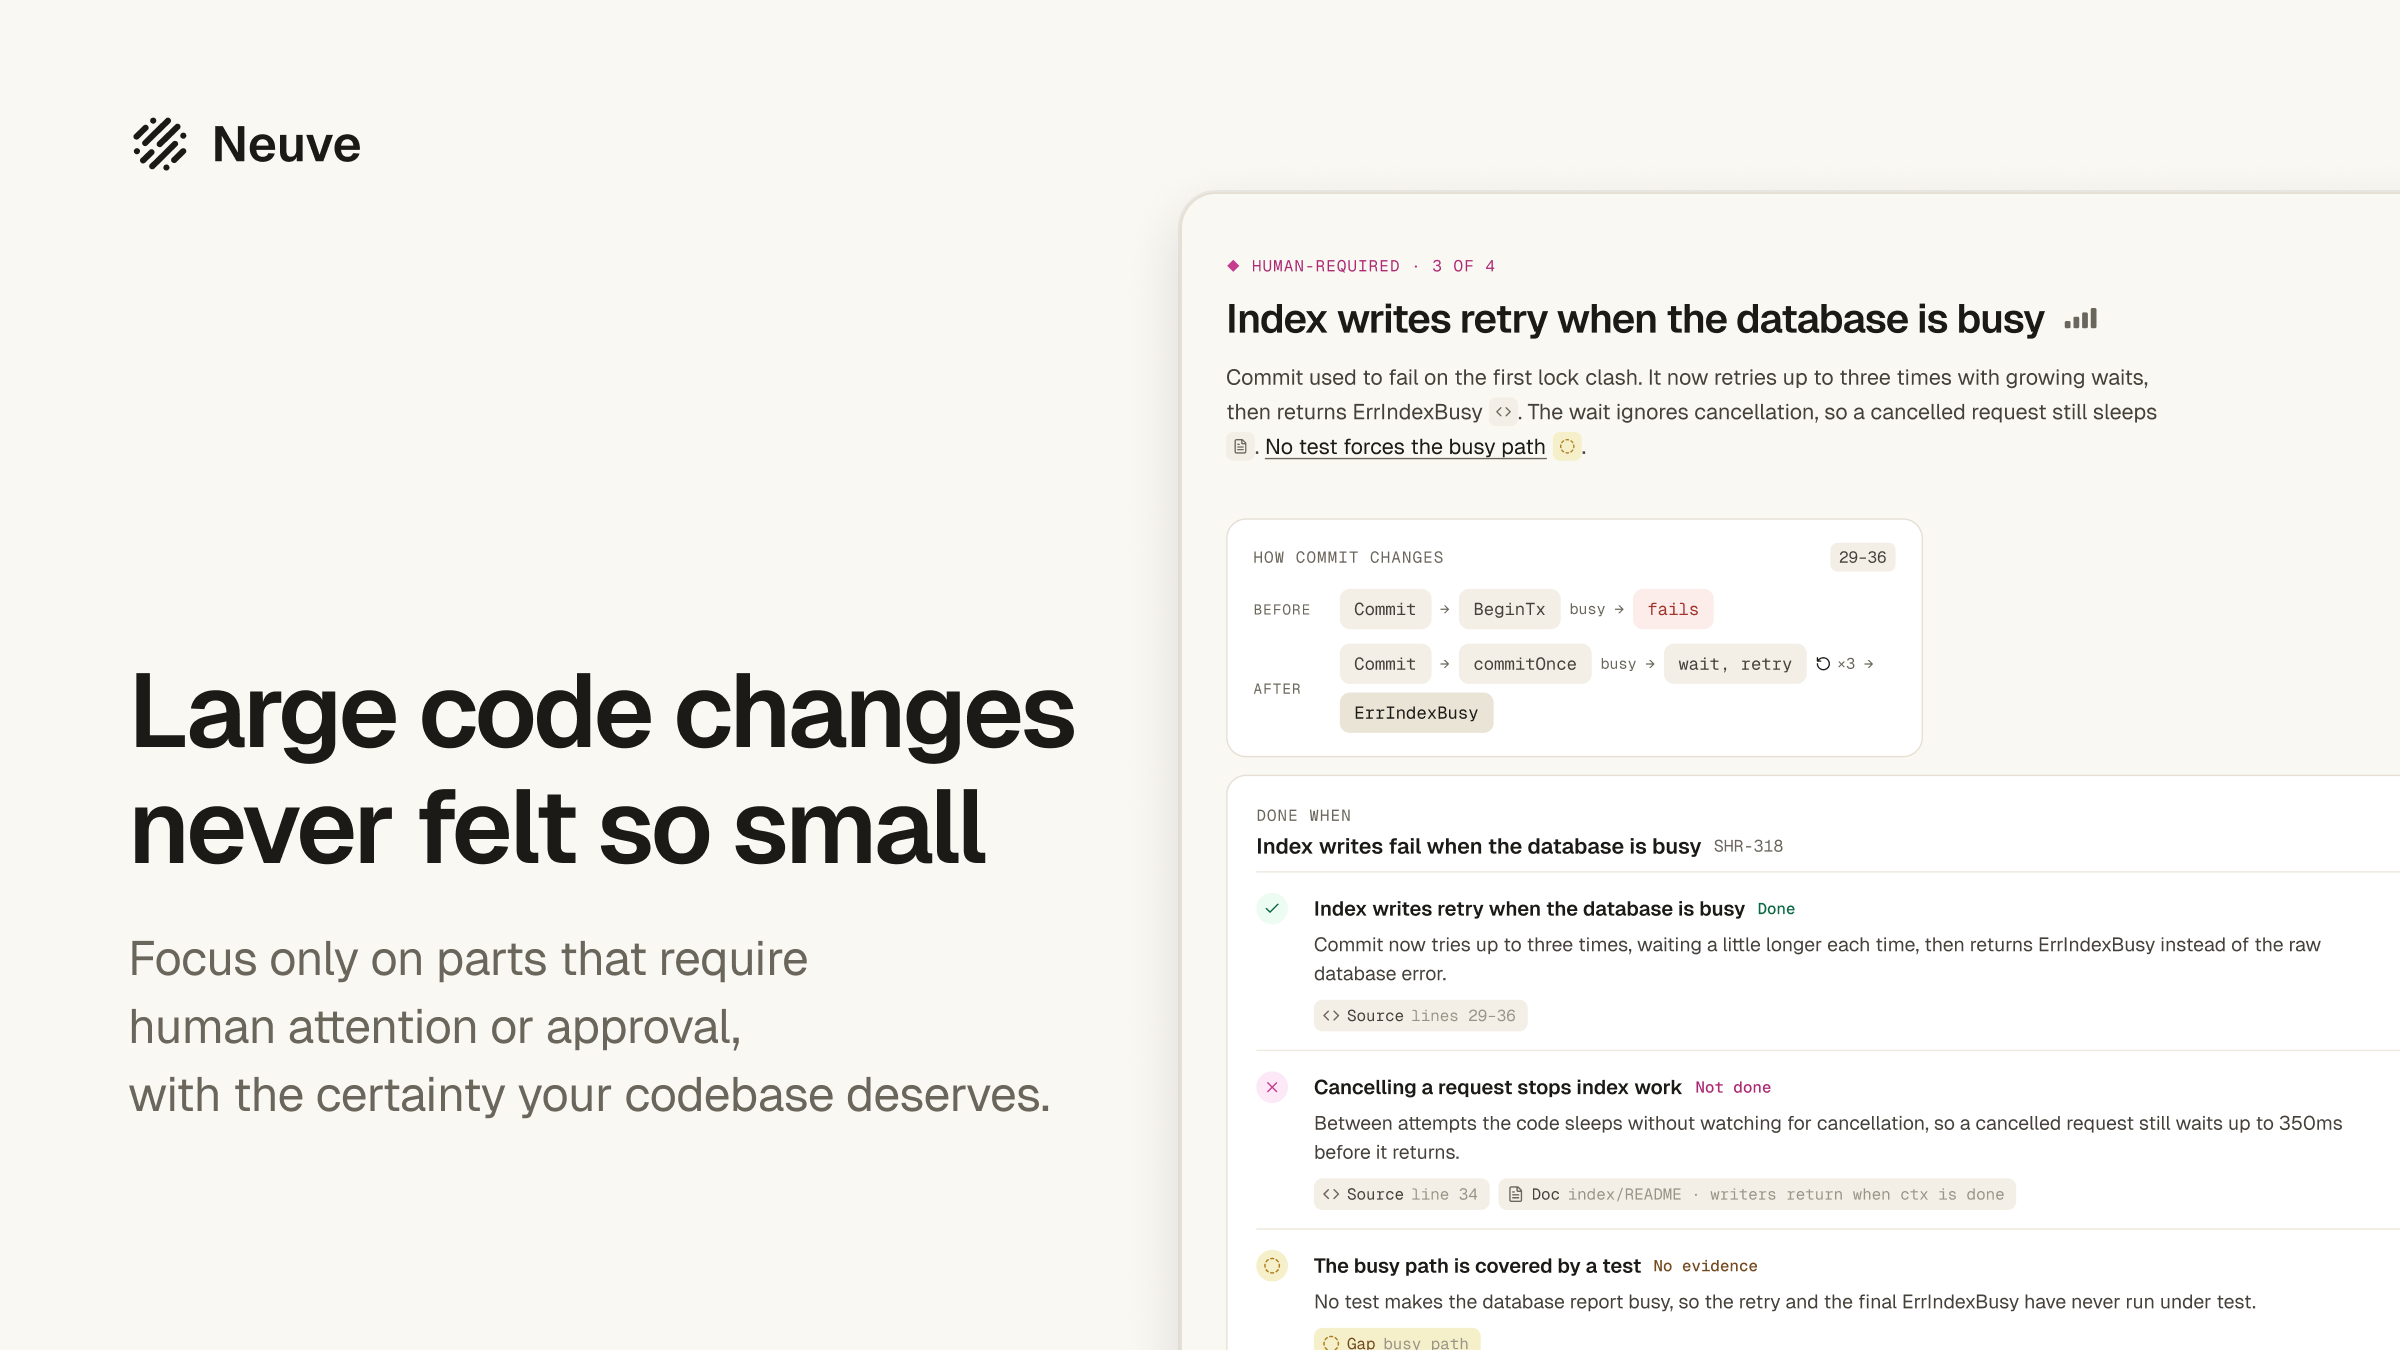 Neuve
Large code changes
never felt so small
Focus only on parts that require
human attention or approval,
with the certainty your codebase deserves.
HUMAN-REQUIRED · 3 OF 4
Index writes retry when the database is busy
Commit used to fail on the first lock clash. It now retries up to three times with growing waits,
then returns ErrIndexBusy <>. The wait ignores cancellation, so a cancelled request still sleeps
. No test forces the busy path .
HOW COMMIT CHANGES 29–36
BEFORE Commit → BeginTx busy → fails
Commit → commitOnce busy → wait, retry ×3 →
AFTER
ErrIndexBusy
DONE WHEN
Index writes fail when the database is busy SHR-318
Index writes retry when the database is busy Done
Commit now tries up to three times, waiting a little longer each time, then returns ErrIndexBusy instead of the raw
database error.
<> Source lines 29–36
Cancelling a request stops index work Not done
Between attempts the code sleeps without watching for cancellation, so a cancelled request still waits up to 350ms
before it returns.
<> Source line 34 Doc index/README · writers return when ctx is done
The busy path is covered by a test No evidence
No test makes the database report busy, so the retry and the final ErrIndexBusy have never run under test.
Gap busy path